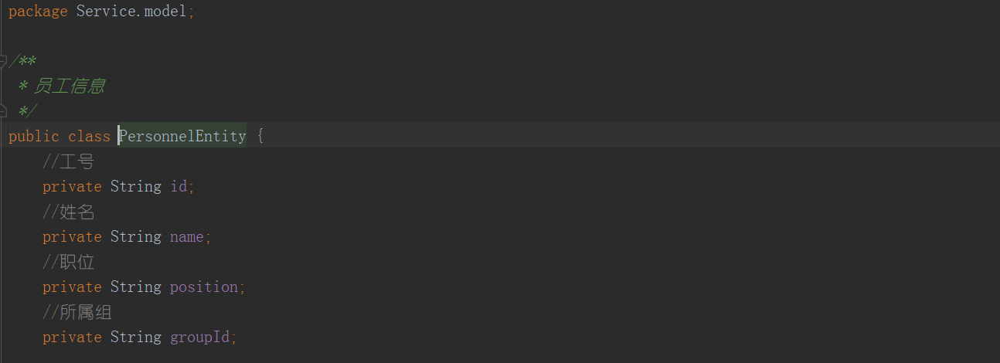 package Service.model;
/**
* 员工信息
*/
public class PersonnelEntity {
//工号
private String id;
//姓名
private String name;
//职位
private String position;
//所属组
private String groupId;